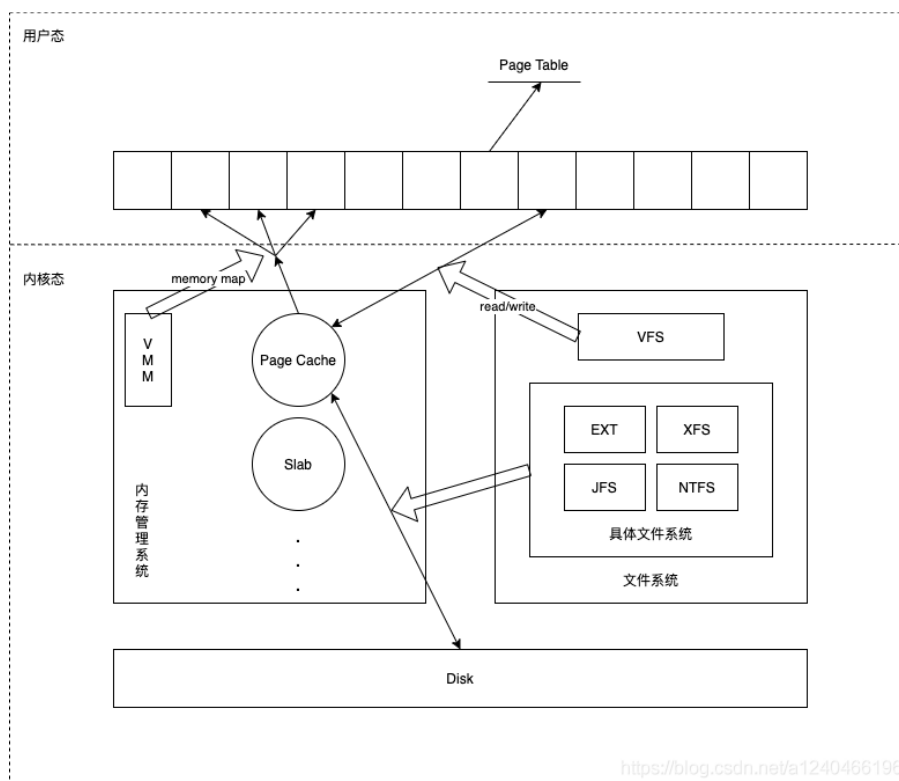 用户态
Page Table
内核态
memory map
read/write
V
M
M
Page Cache
VFS
Slab
EXT
XFS
JFS
NTFS
内
存
管
理
系
统
具体文件系统
文件系统
Disk
https://blog.csdn.net/a1240466196